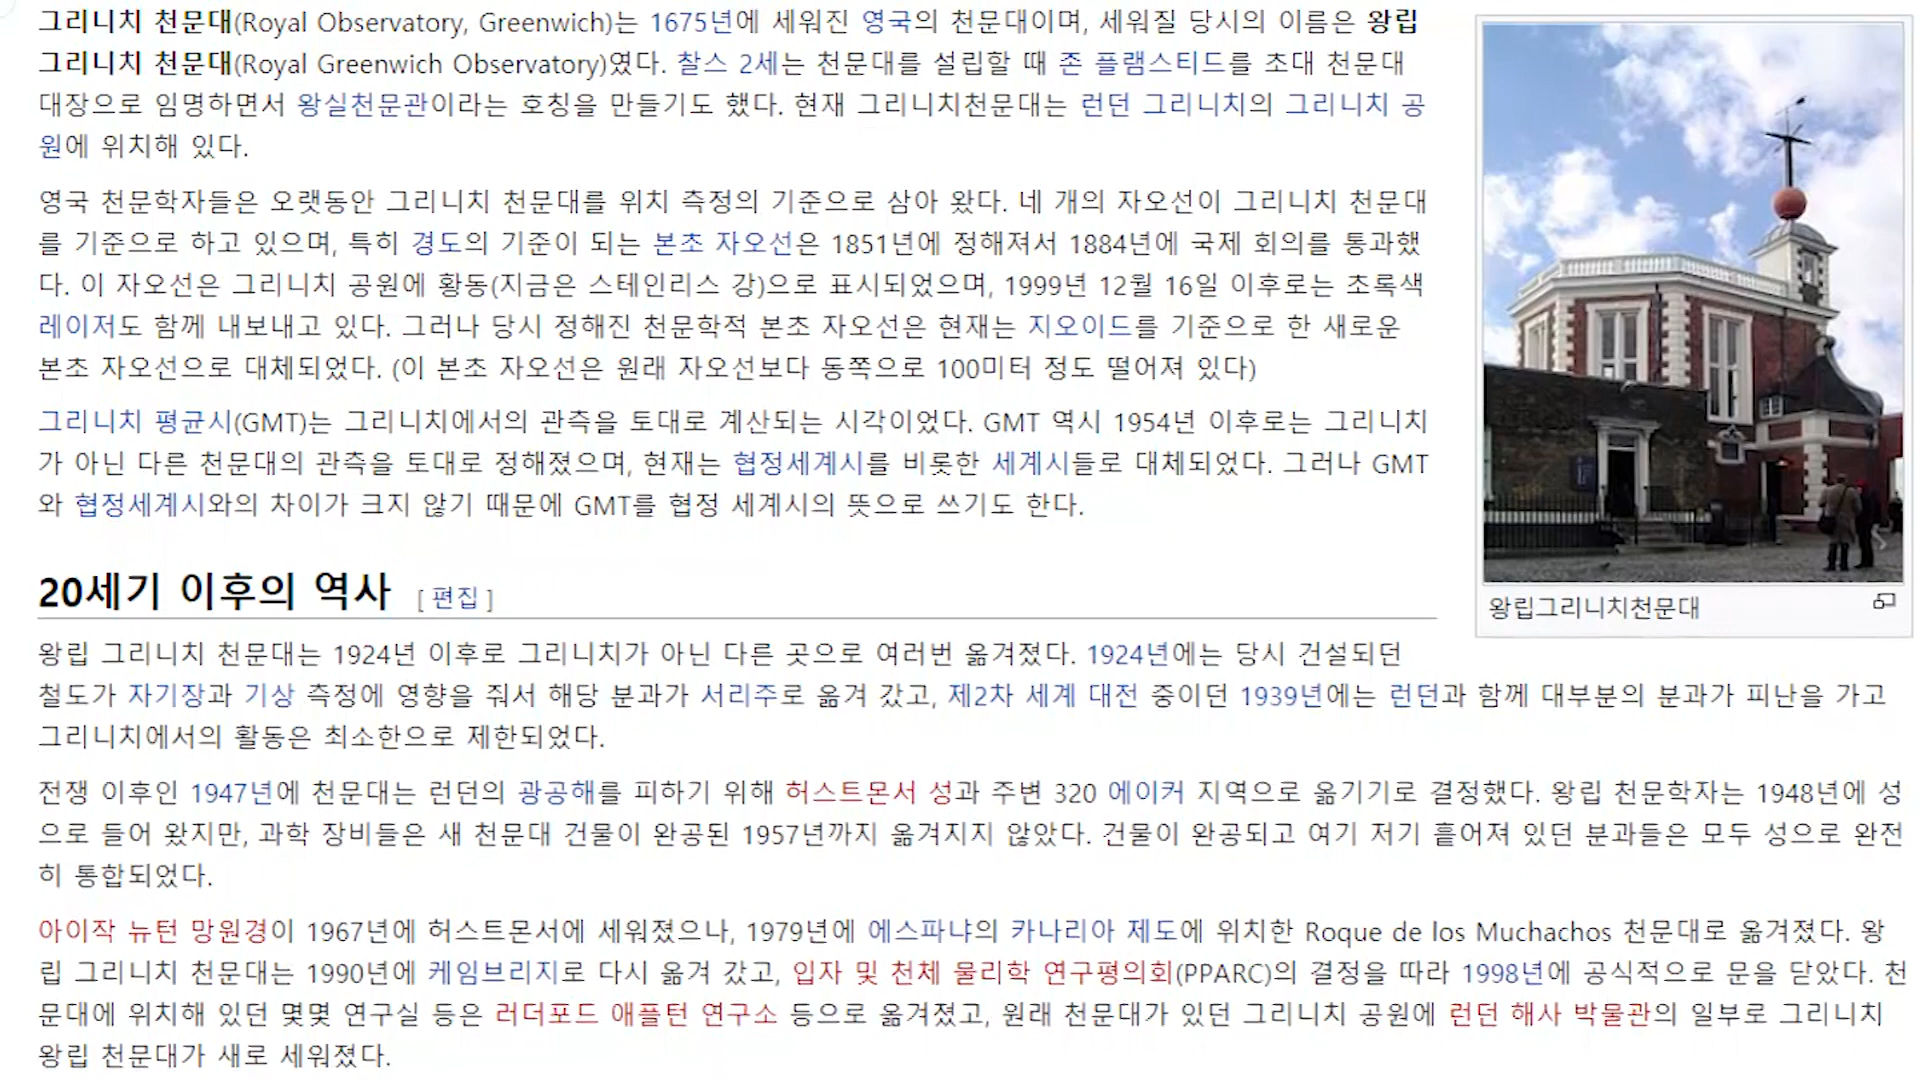 그리니치 천문대(Royal Observatory, Greenwich)는 1675년에 세워진 영국의 천문대이며, 세워질 당시의 이름은 왕립
그리니치 천문대(Royal Greenwich Observatory)였다. 찰스 2세는 천문대를 설립할 때 존 플램스티드를 초대 천문대
대장으로 임명하면서 왕실천문관이라는 호칭을 만들기도 했다. 현재 그리니치천문대는 런던 그리니치의 그리니치 공
원에 위치해 있다.
영국 천문학자들은 오랫동안 그리니치 천문대를 위치 측정의 기준으로 삼아 왔다. 네 개의 자오선이 그리니치 천문대
를 기준으로 하고 있으며, 특히 경도의 기준이 되는 본초 자오선은 1851년에 정해져서 1884년에 국제 회의를 통과했
다. 이 자오선은 그리니치 공원에 황동(지금은 스테인리스 강)으로 표시되었으며, 1999년 12월 16일 이후로는 초록색
레이저도 함께 내보내고 있다. 그러나 당시 정해진 천문학적 본초 자오선은 현재는 지오이드를 기준으로 한 새로운
본초 자오선으로 대체되었다. (이 본초 자오선은 원래 자오선보다 동쪽으로 100미터 정도 떨어져 있다)
그리니치 평균시(GMT)는 그리니치에서의 관측을 토대로 계산되는 시각이었다. GMT 역시 1954년 이후로는 그리니치
가 아닌 다른 천문대의 관측을 토대로 정해졌으며, 현재는 협정세계시를 비롯한 세계시들로 대체되었다. 그러나 GMT
와 협정세계시와의 차이가 크지 않기 때문에 GMT를 협정 세계시의 뜻으로 쓰기도 한다.
왕립그리니치천문대
20세기 이후의 역사 [ 편집 ]
왕립 그리니치 천문대는 1924년 이후로 그리니치가 아닌 다른 곳으로 여러번 옮겨졌다. 1924년에는 당시 건설되던
철도가 자기장과 기상 측정에 영향을 줘서 해당 분과가 서리주로 옮겨 갔고, 제2차 세계 대전 중이던 1939년에는 런던과 함께 대부분의 분과가 피난을 가고
그리니치에서의 활동은 최소한으로 제한되었다.
전쟁 이후인 1947년에 천문대는 런던의 광공해를 피하기 위해 허스트몬서 성과 주변 320 에이커 지역으로 옮기기로 결정했다. 왕립 천문학자는 1948년에 성
으로 들어 왔지만, 과학 장비들은 새 천문대 건물이 완공된 1957년까지 옮겨지지 않았다. 건물이 완공되고 여기 저기 흩어져 있던 분과들은 모두 성으로 완전
히 통합되었다.
아이작 뉴턴 망원경이 1967년에 허스트몬서에 세워졌으나, 1979년에 에스파냐의 카나리아 제도에 위치한 Roque de los Muchachos 천문대로 옮겨졌다. 왕
립 그리니치 천문대는 1990년에 케임브리지로 다시 옮겨 갔고, 입자 및 천체 물리학 연구평의회(PPARC)의 결정을 따라 1998년에 공식적으로 문을 닫았다. 천
문대에 위치해 있던 몇몇 연구실 등은 러더포드 애플턴 연구소 등으로 옮겨졌고, 원래 천문대가 있던 그리니치 공원에 런던 해사 박물관의 일부로 그리니치
왕립 천문대가 새로 세워졌다.